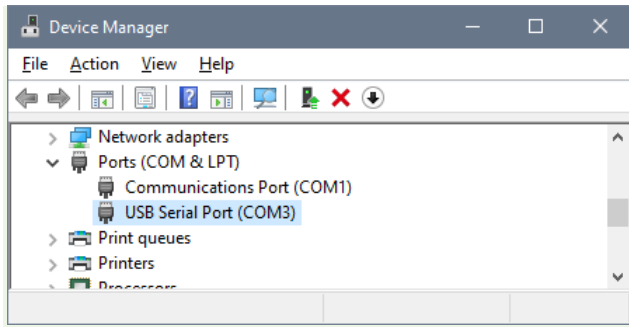 Device Manager
File Action View Help
Network adapters
Ports (COM & LPT)
Communications Port (COM1)
USB Serial Port (COM3)
Print queues
Printers
Processors